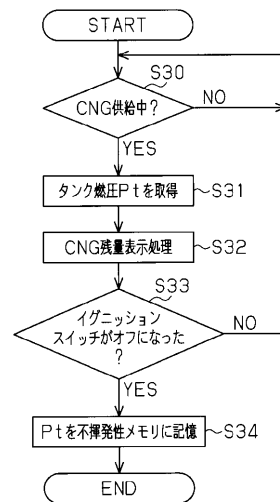 START
S30
CNG供給中?
NO
YES
タンク燃圧Ptを取得
S31
CNG残量表示処理
S32
S33
イグニッション
スイッチがオフになった
?
NO
YES
Ptを不揮発性メモリに記憶
S34
END